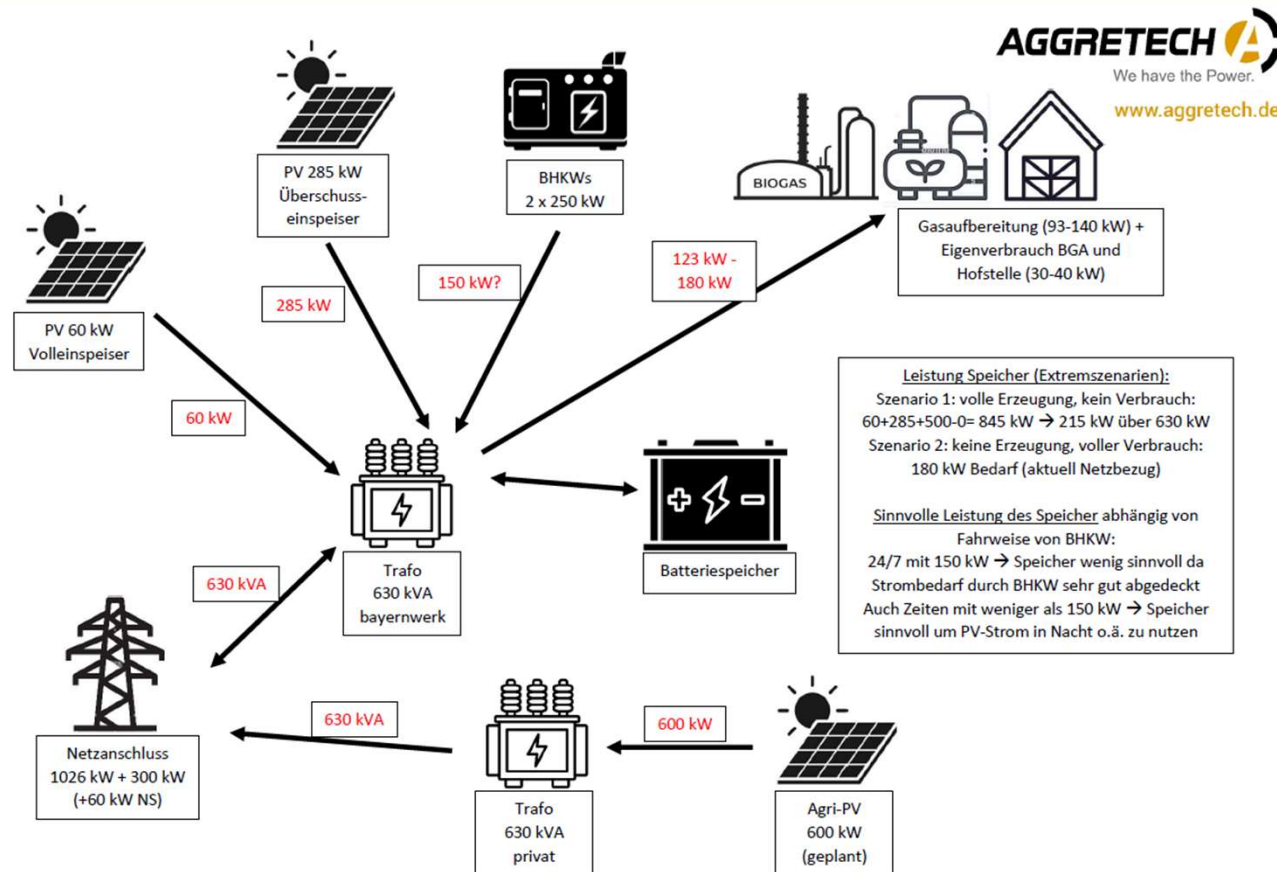 AGGRETECH
We have the Power.
www.aggretech.de
PV 285 kW
Überschuss-
einspeiser
BHKWs
2 x 250 kW
BIOGAS
Gasaufbereitung (93-140 kW) +
Eigenverbrauch BGA und
Hofstelle (30-40 kW)
PV 60 kW
Volleinspeiser
285 kW
150 kW?
123 kW -
180 kW
60 kW
Leistung Speicher (Extremszenarien):
Szenario 1: volle Erzeugung, kein Verbrauch:
60+285+500-0= 845 kW → 215 kW über 630 kW
Szenario 2: keine Erzeugung, voller Verbrauch:
180 kW Bedarf (aktuell Netzbezug)
Sinnvolle Leistung des Speicher abhängig von
Fahrweise von BHKW:
24/7 mit 150 kW → Speicher wenig sinnvoll da
Strombedarf durch BHKW sehr gut abgedeckt
Auch Zeiten mit weniger als 150 kW → Speicher
sinnvoll um PV-Strom in Nacht o.ä. zu nutzen
Trafo
630 kVA
bayernwerk
Batteriespeicher
630 kVA
Netzanschluss
1026 kW + 300 kW
(+60 kW NS)
630 kVA
Trafo
630 kVA
privat
600 kW
Agri-PV
600 kW
(geplant)